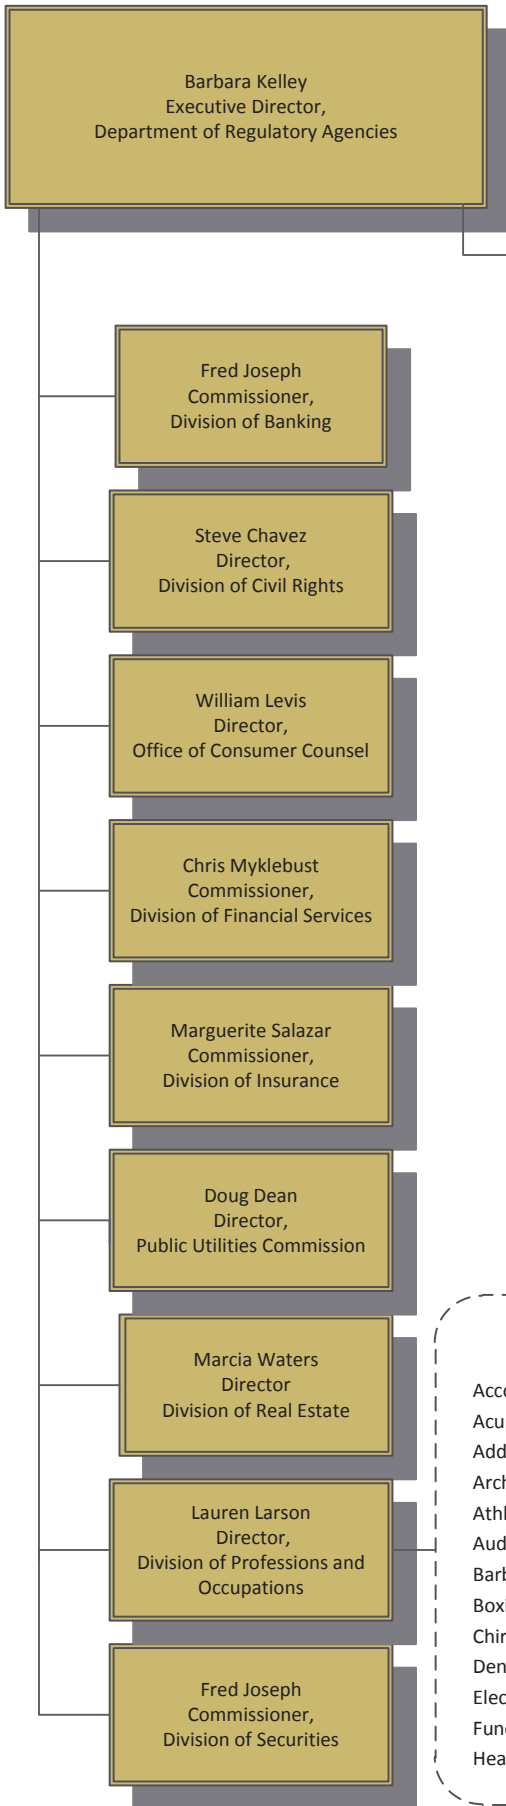 Barbara Kelley
Executive Director,
Department of Regulatory Agencies
Fred Joseph
Commissioner,
Division of Banking
Steve Chavez
Director,
Division of Civil Rights
William Levis
Director,
Office of Consumer Counsel
Chris Myklebust
Commissioner,
Division of Financial Services
Marguerite Salazar
Commissioner,
Division of Insurance
Doug Dean
Director,
Public Utilities Commission
Marcia Waters
Director
Division of Real Estate
Lauren Larson
Director,
Division of Professions and
Occupations
Fred Joseph
Commissioner,
Division of Securities